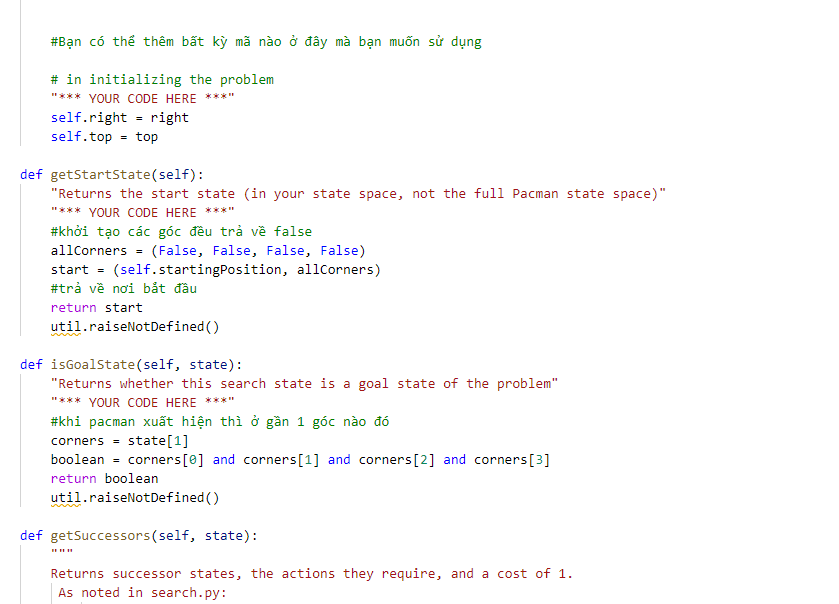 #Bạn có thể thêm bất kỳ mã nào ở đây mà bạn muốn sử dụng
# in initializing the problem
"*** YOUR CODE HERE ***"
self.right = right
self.top = top
def getStartState(self):
"Returns the start state (in your state space, not the full Pacman state space)"
"*** YOUR CODE HERE ***"
#khởi tạo các góc đều trả về false
allCorners = (False, False, False, False)
start = (self.startingPosition, allCorners)
#trả về nơi bắt đầu
return start
util.raiseNotDefined()
def isGoalState(self, state):
"Returns whether this search state is a goal state of the problem"
"*** YOUR CODE HERE ***"
#khi pacman xuất hiện thì ở gần 1 góc nào đó
corners = state[1]
boolean = corners[0] and corners[1] and corners[2] and corners[3]
return boolean
util.raiseNotDefined()
def getSuccessors(self, state):
"""
Returns successor states, the actions they require, and a cost of 1.
As noted in search.py: